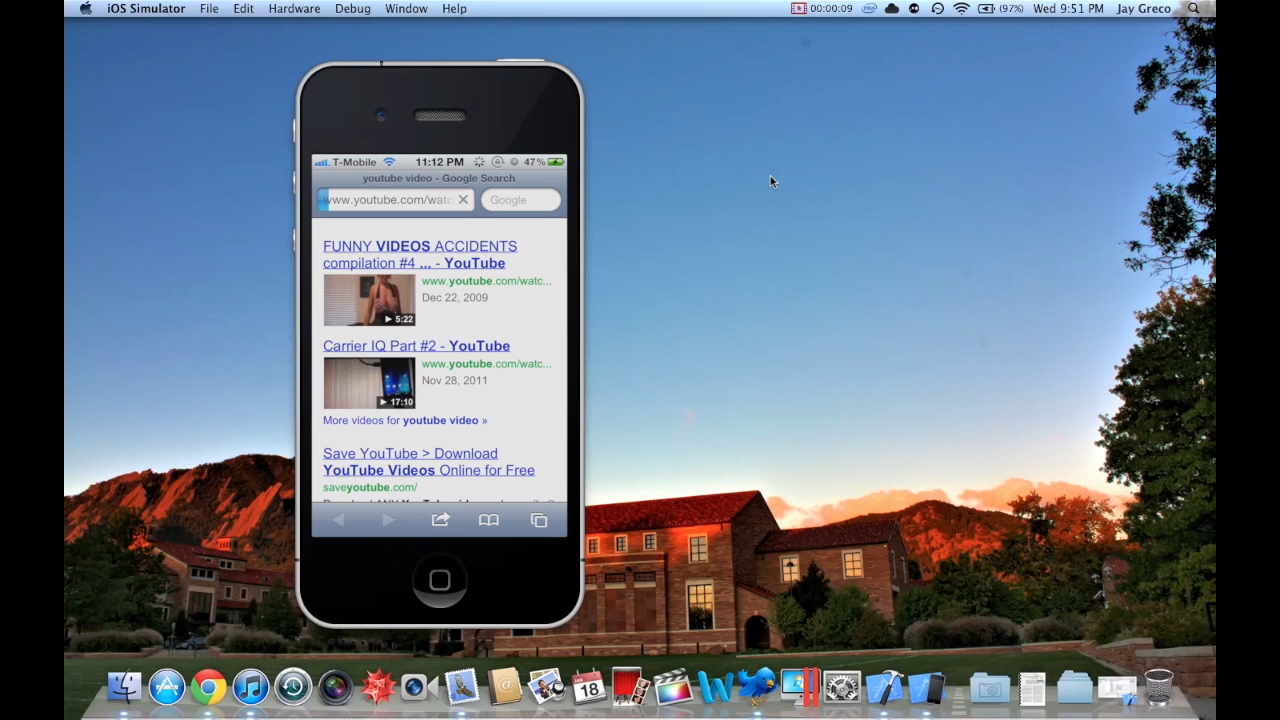 iOS Simulator File Edit Hardware Debug Window Help 00:00:09 (97%) Wed 9:51 PM Jay Greco
T-Mobile 11:12 PM 47%
youtube video - Google Search
www.youtube.com/watc Google
FUNNY VIDEOS ACCIDENTS
compilation #4 ... - YouTube
www.youtube.com/watc...
Dec 22, 2009
5:22
Carrier IQ Part #2 - YouTube
www.youtube.com/watc...
Nov 28, 2011
17:10
More videos for youtube video »
Save YouTube > Download
YouTube Videos Online for Free
saveyoutube.com/
JAN
18